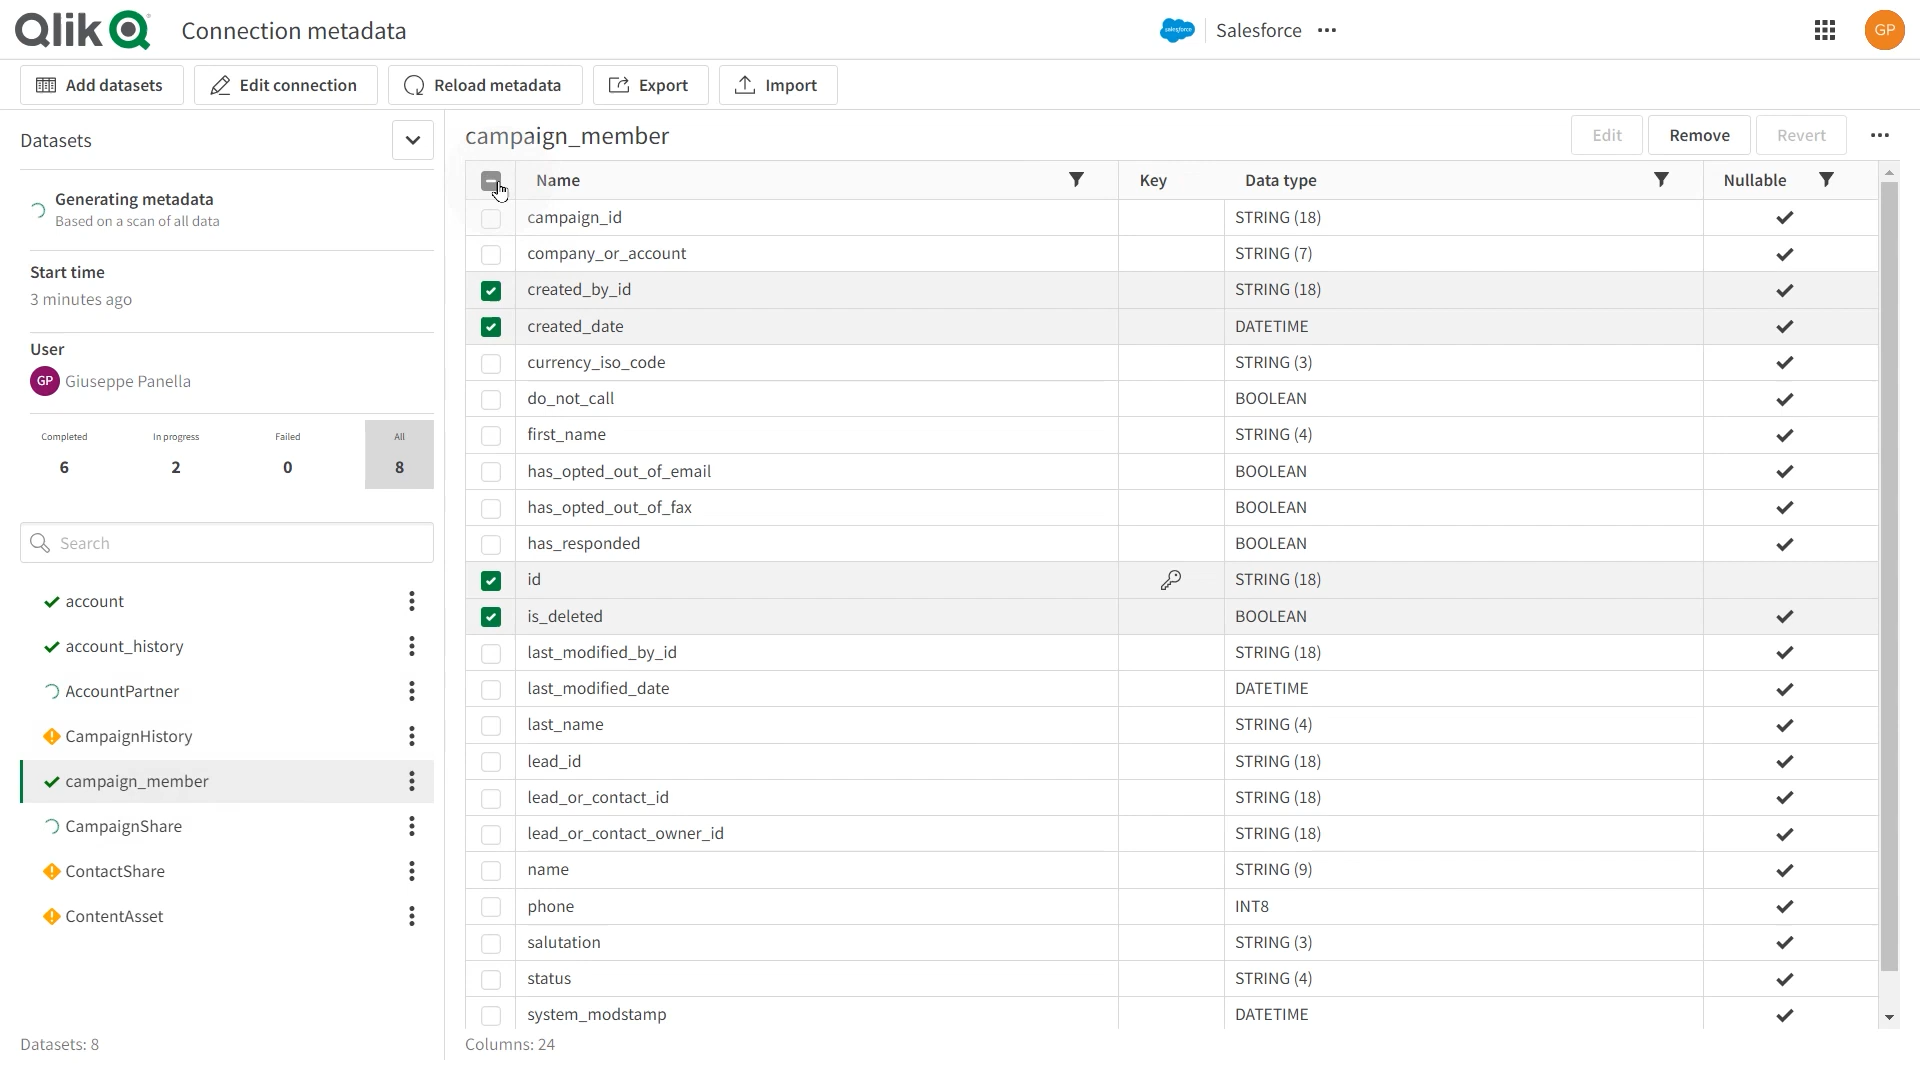 Qlik Connection metadata salesforce Salesforce GP
Add datasets Edit connection Reload metadata Export Import
Datasets
Generating metadata
Based on a scan of all data
Start time
3 minutes ago
User
GP Giuseppe Panella
Completed In progress Failed All
6 2 0 8
Search
account
account_history
AccountPartner
CampaignHistory
campaign_member
CampaignShare
ContactShare
ContentAsset
Datasets: 8
campaign_member Edit Remove Revert
Name Key Data type Nullable
campaign_id STRING (18)
company_or_account STRING (7)
created_by_id STRING (18)
created_date DATETIME
currency_iso_code STRING (3)
do_not_call BOOLEAN
first_name STRING (4)
has_opted_out_of_email BOOLEAN
has_opted_out_of_fax BOOLEAN
has_responded BOOLEAN
id STRING (18)
is_deleted BOOLEAN
last_modified_by_id STRING (18)
last_modified_date DATETIME
last_name STRING (4)
lead_id STRING (18)
lead_or_contact_id STRING (18)
lead_or_contact_owner_id STRING (18)
name STRING (9)
phone INT8
salutation STRING (3)
status STRING (4)
system_modstamp DATETIME
Columns: 24